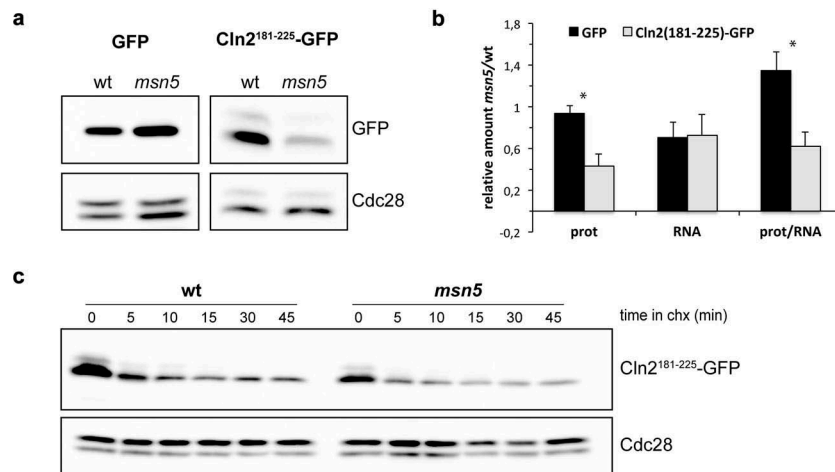 a
GFP
Cln2181-225-GFP
wt
msn5
wt
msn5
GFP
Cdc28
b
GFP
Cln2(181-225)-GFP
relative amount msn5/wt
1,8
1,4
1
0,6
0,2
-0,2
*
*
prot
RNA
prot/RNA
c
wt
msn5
0 5 10 15 30 45
0 5 10 15 30 45
time in chx (min)
Cln2181-225-GFP
Cdc28